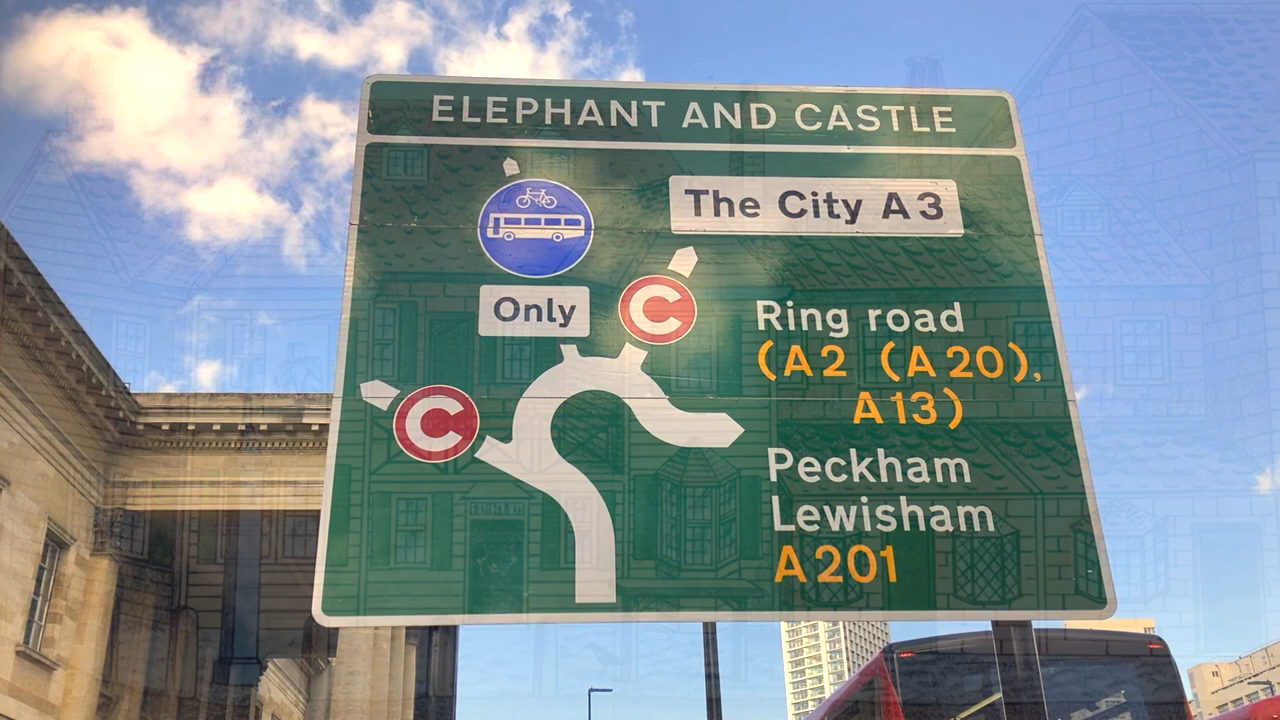 ELEPHANT AND CASTLE
The City A3
Only
C
Ring road
(A2 (A20),
A13)
C
Peckham
Lewisham
A201